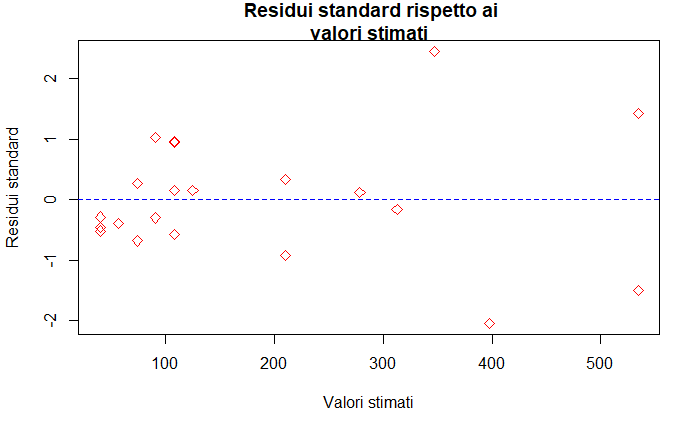 Residui standard rispetto ai
valori stimati
2
1
0
-1
-2
Residui standard
100
200
300
400
500
Valori stimati